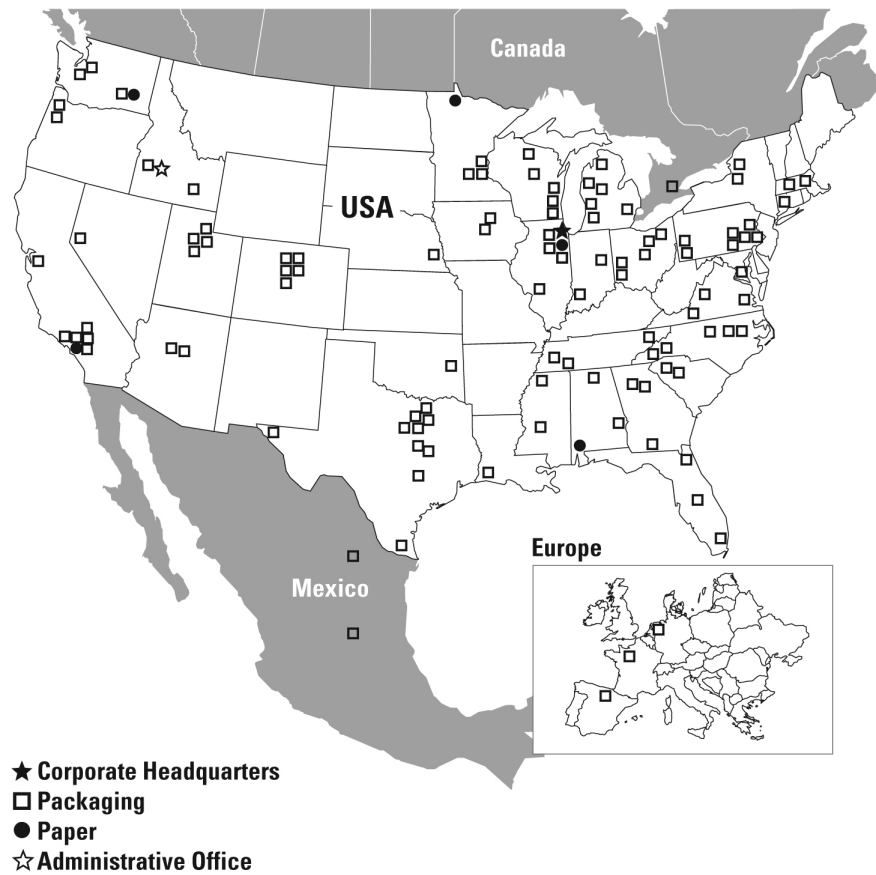 Canada
USA
Mexico
Europe
Corporate Headquarters
Packaging
Paper
Administrative Office